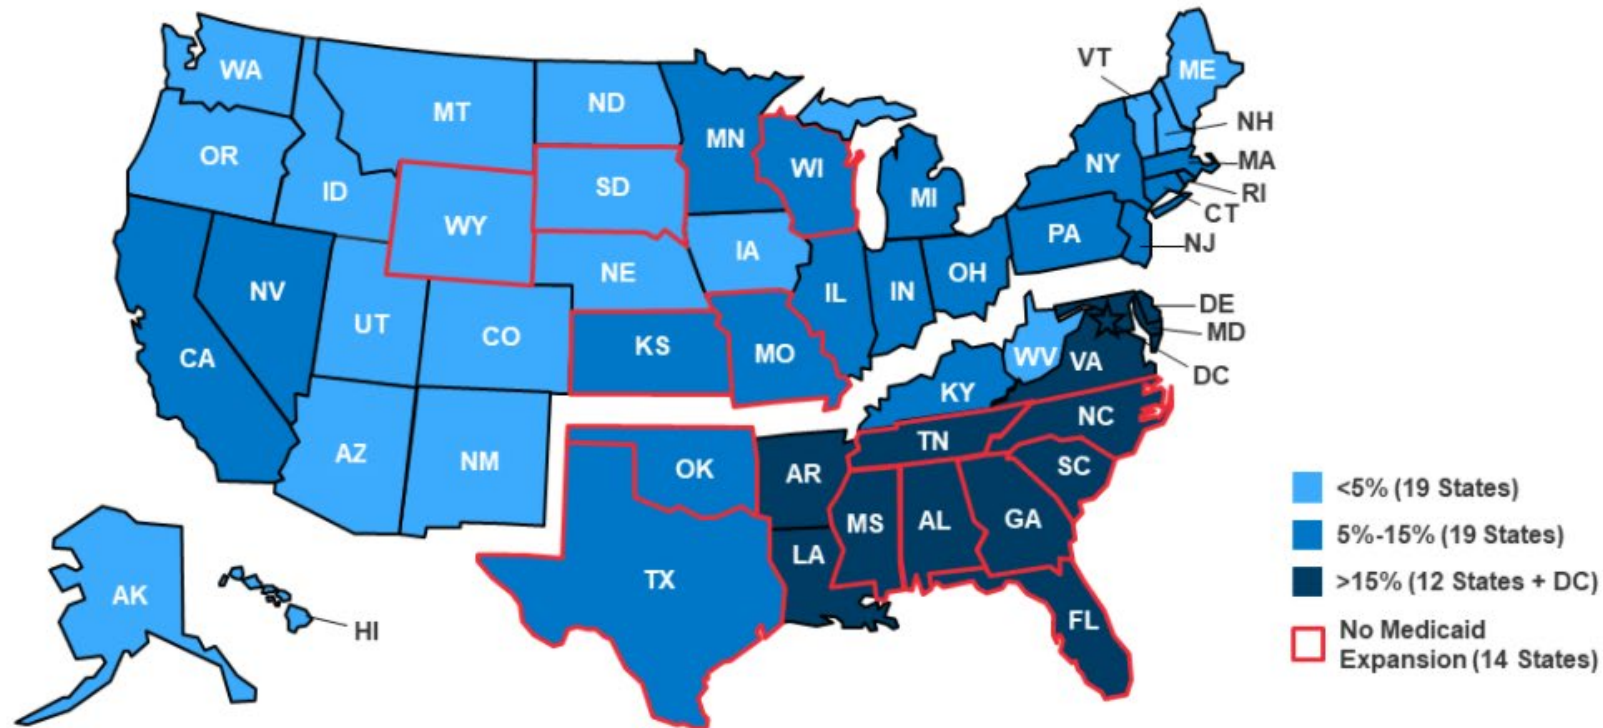 WA
MT
ND
MN
OR
ID
WY
SD
WI
MI
NY
VT
ME
NH
MA
RI
CT
NJ
PA
NV
UT
CO
NE
IA
IL
IN
OH
CA
KS
MO
KY
WV
VA
DE
MD
DC
AZ
NM
OK
AR
TN
NC
SC
MS
AL
GA
LA
TX
FL
AK
HI
<5% (19 States)
5%-15% (19 States)
>15% (12 States + DC)
No Medicaid
Expansion (14 States)